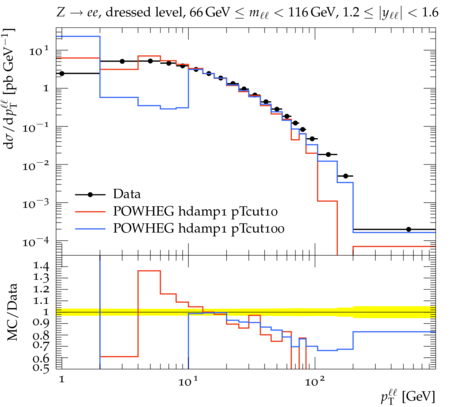 Z → ee, dressed level, 66 GeV ≤ mℓℓ < 116 GeV, 1.2 ≤ |yℓℓ| < 1.6
dσ/dpTℓℓ [pb GeV⁻¹]
10¹
1
10⁻¹
10⁻²
10⁻³
10⁻⁴
Data
POWHEG hdamp1 pTcut10
POWHEG hdamp1 pTcut100
MC/Data
1.4
1.3
1.2
1.1
1
0.9
0.8
0.7
0.6
0.5
1 10¹ 10²
pTℓℓ [GeV]